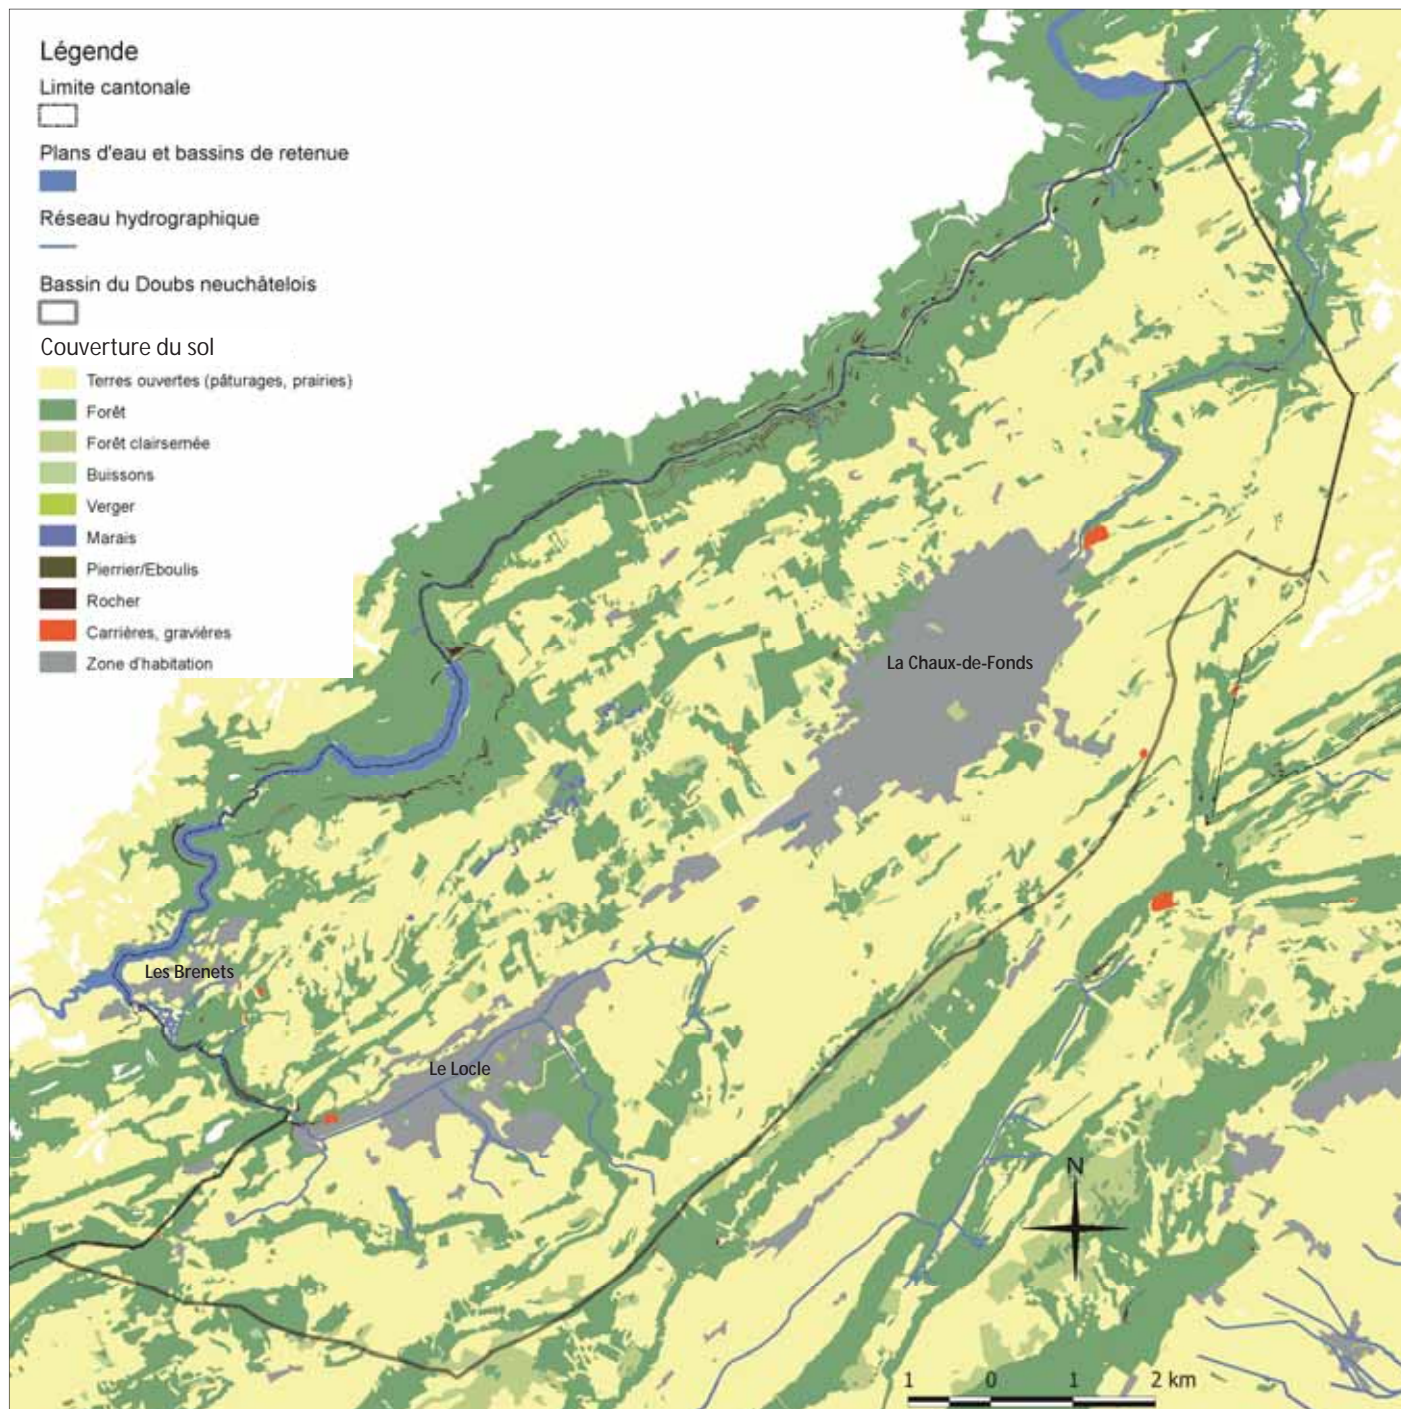 Légende
Limite cantonale
Plans d'eau et bassins de retenue
Réseau hydrographique
Bassin du Doubs neuchâtelois
Couverture du sol
Terres ouvertes (pâturages, prairies)
Forêt
Forêt clairsemée
Buissons
Verger
Marais
Pierrier/Eboulis
Rocher
Carrières, gravières
Zone d'habitation
La Chaux-de-Fonds
Les Brenets
Le Locle
N
1 0 1 2 km